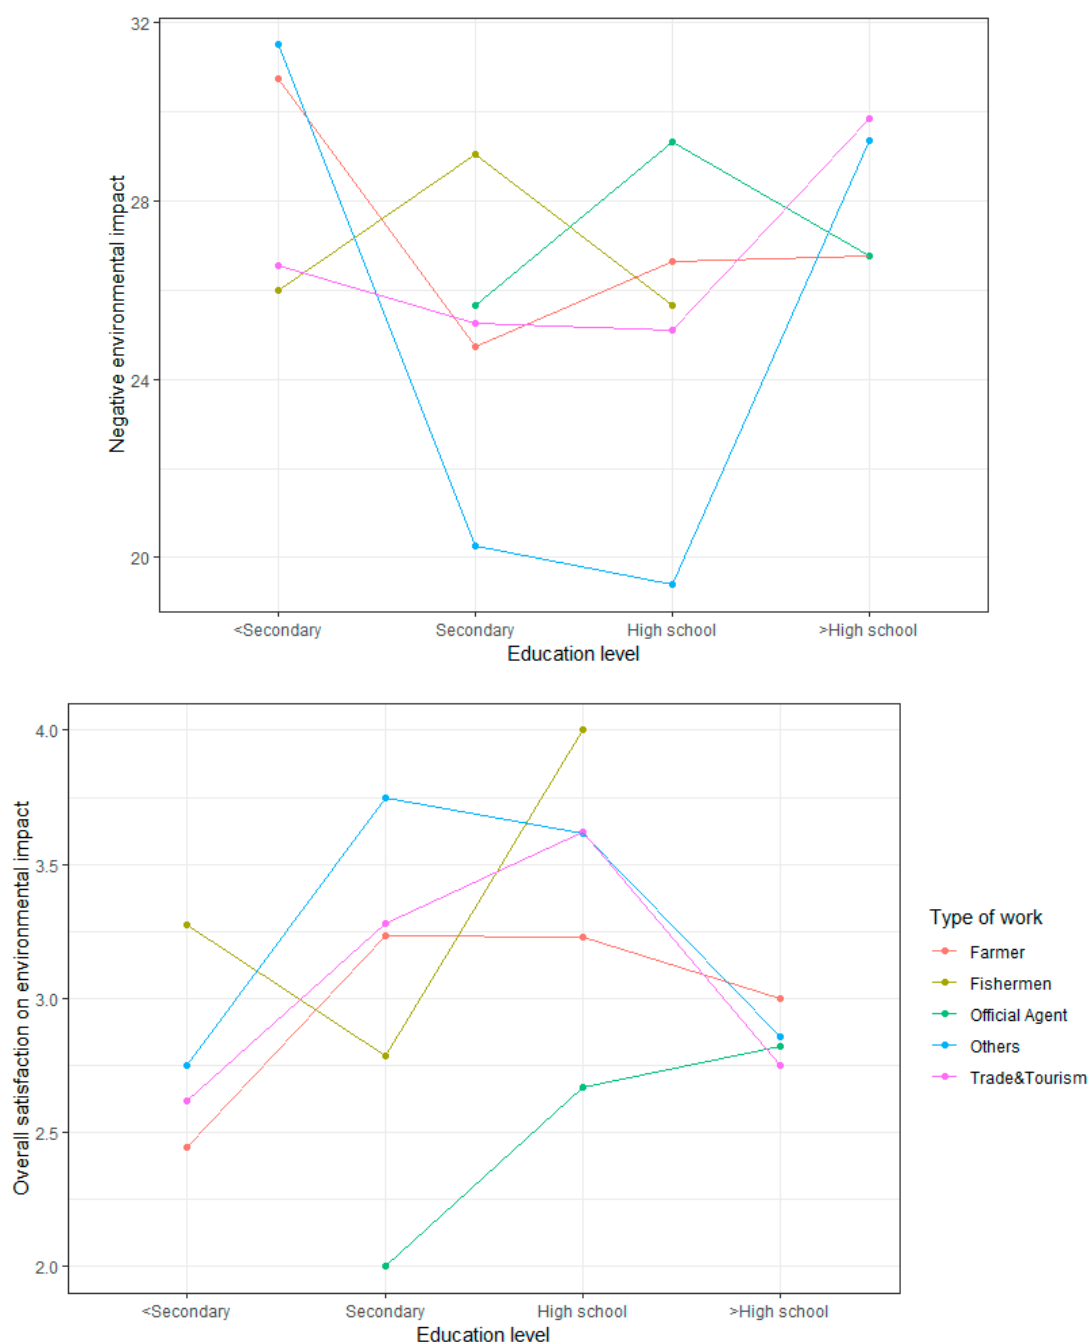 32
28
24
20
Negative environmental impact
<Secondary Secondary High school >High school
Education level
4.0
3.5
3.0
2.5
2.0
Overall satisfaction on environmental impact
<Secondary Secondary High school >High school
Education level
Type of work
Farmer
Fishermen
Official Agent
Others
Trade&Tourism